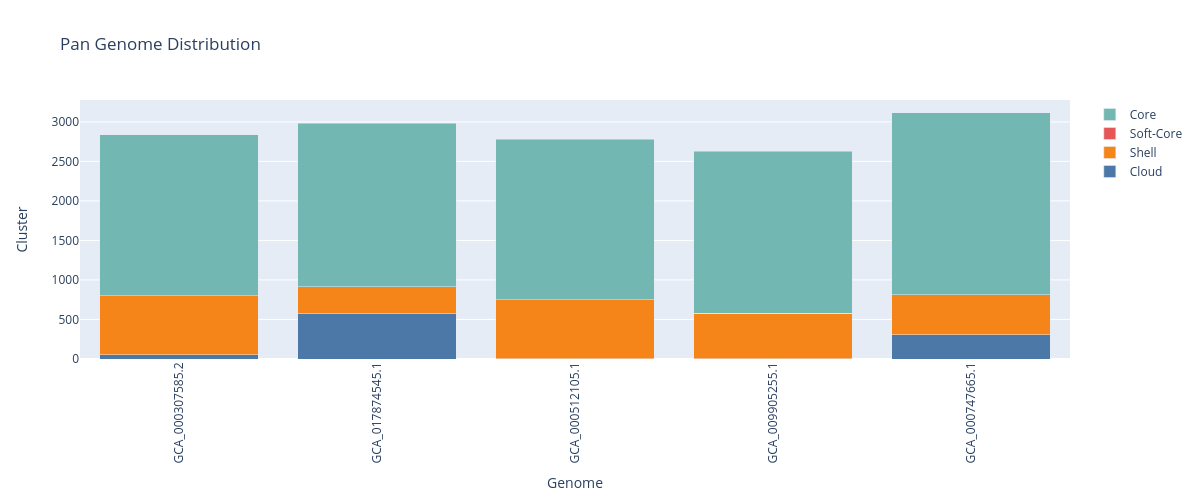 Pan Genome Distribution
Core
Soft-Core
Shell
Cloud
Cluster
3000
2500
2000
1500
1000
500
0
GCA_000307585.2
GCA_017874545.1
GCA_000512105.1
GCA_009905255.1
GCA_000747665.1
Genome